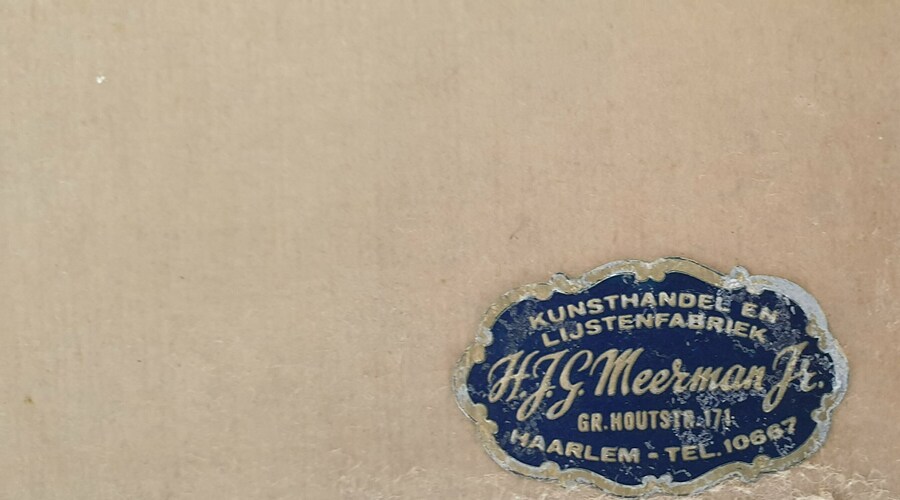 KUNSTHANDEL EN
LIJSTENFABRIEK
H.J.G. Meerman Jr.
GR. HOUTSTR. 171
HAARLEM - TEL. 10667